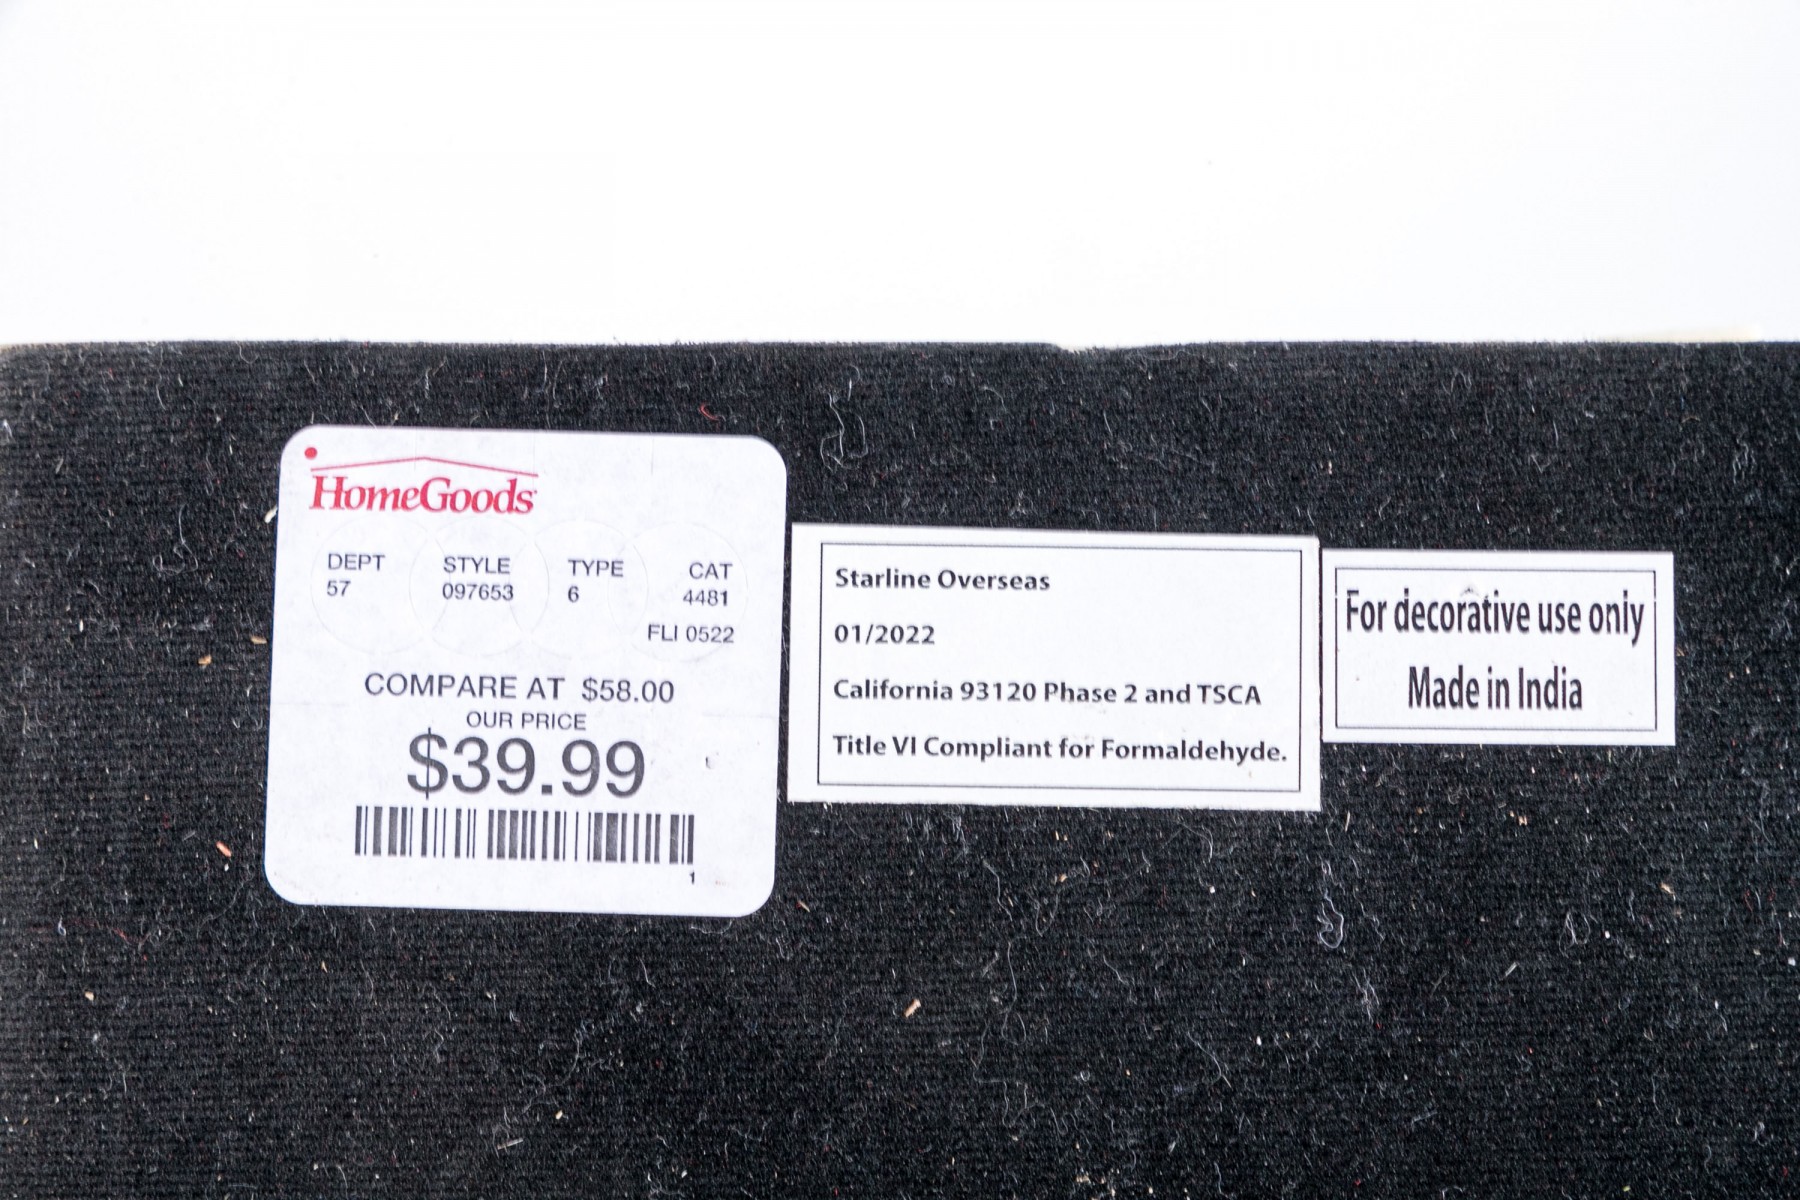 HomeGoods
DEPT STYLE TYPE CAT
57 097653 6 4481
FLI 0522
COMPARE AT $58.00
OUR PRICE
$39.99
1
Starline Overseas
01/2022
California 93120 Phase 2 and TSCA
Title VI Compliant for Formaldehyde.
For decorative use only
Made in India